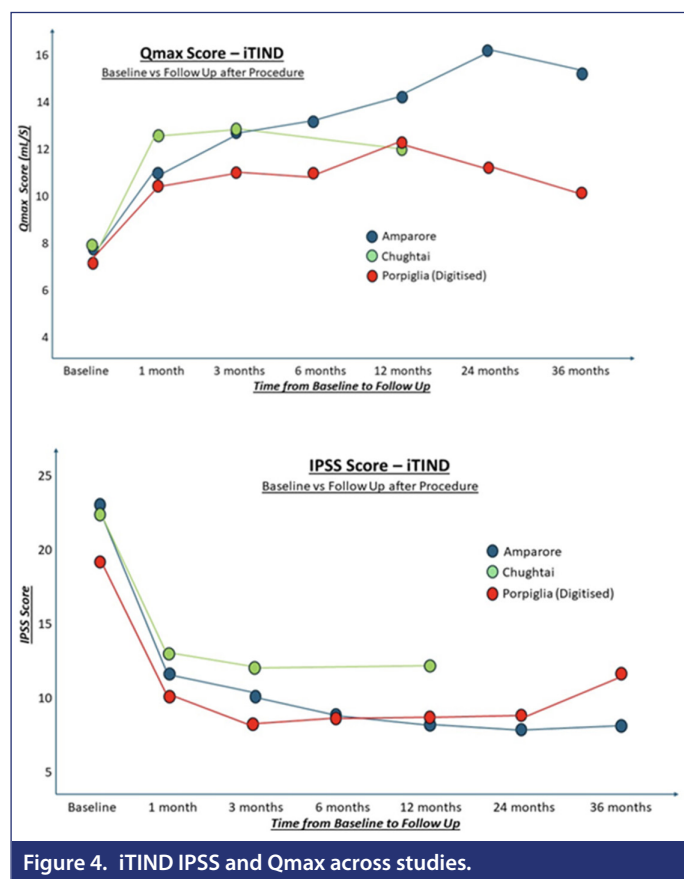 Qmax Score – iTIND
Baseline vs Follow Up after Procedure
Qmax Score (mL/S)
16
14
12
10
8
6
4
Amparore
Chughtai
Porpiglia (Digitised)
Baseline 1 month 3 months 6 months 12 months 24 months 36 months
Time from Baseline to Follow Up
IPSS Score – iTIND
Baseline vs Follow Up after Procedure
IPSS Score
25
20
15
10
5
Amparore
Chughtai
Porpiglia (Digitised)
Baseline 1 month 3 months 6 months 12 months 24 months 36 months
Time from Baseline to Follow Up
Figure 4. iTIND IPSS and Qmax across studies.